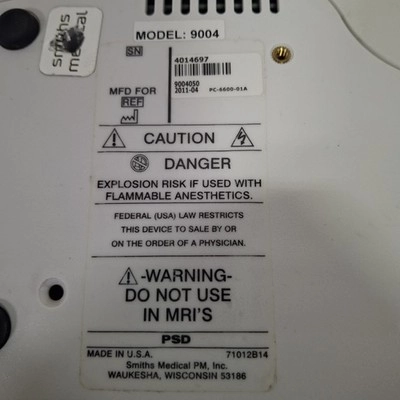 smiths
medical
MODEL: 9004
SN
4014697
MFD FOR
REF
9004050
2011-04 PC-6600-01A
CAUTION
DANGER
EXPLOSION RISK IF USED WITH
FLAMMABLE ANESTHETICS.
FEDERAL (USA) LAW RESTRICTS
THIS DEVICE TO SALE BY OR
ON THE ORDER OF A PHYSICIAN.
-WARNING-
DO NOT USE
IN MRI'S
PSD
MADE IN U.S.A. 71012B14
Smiths Medical PM, Inc.
WAUKESHA, WISCONSIN 53186